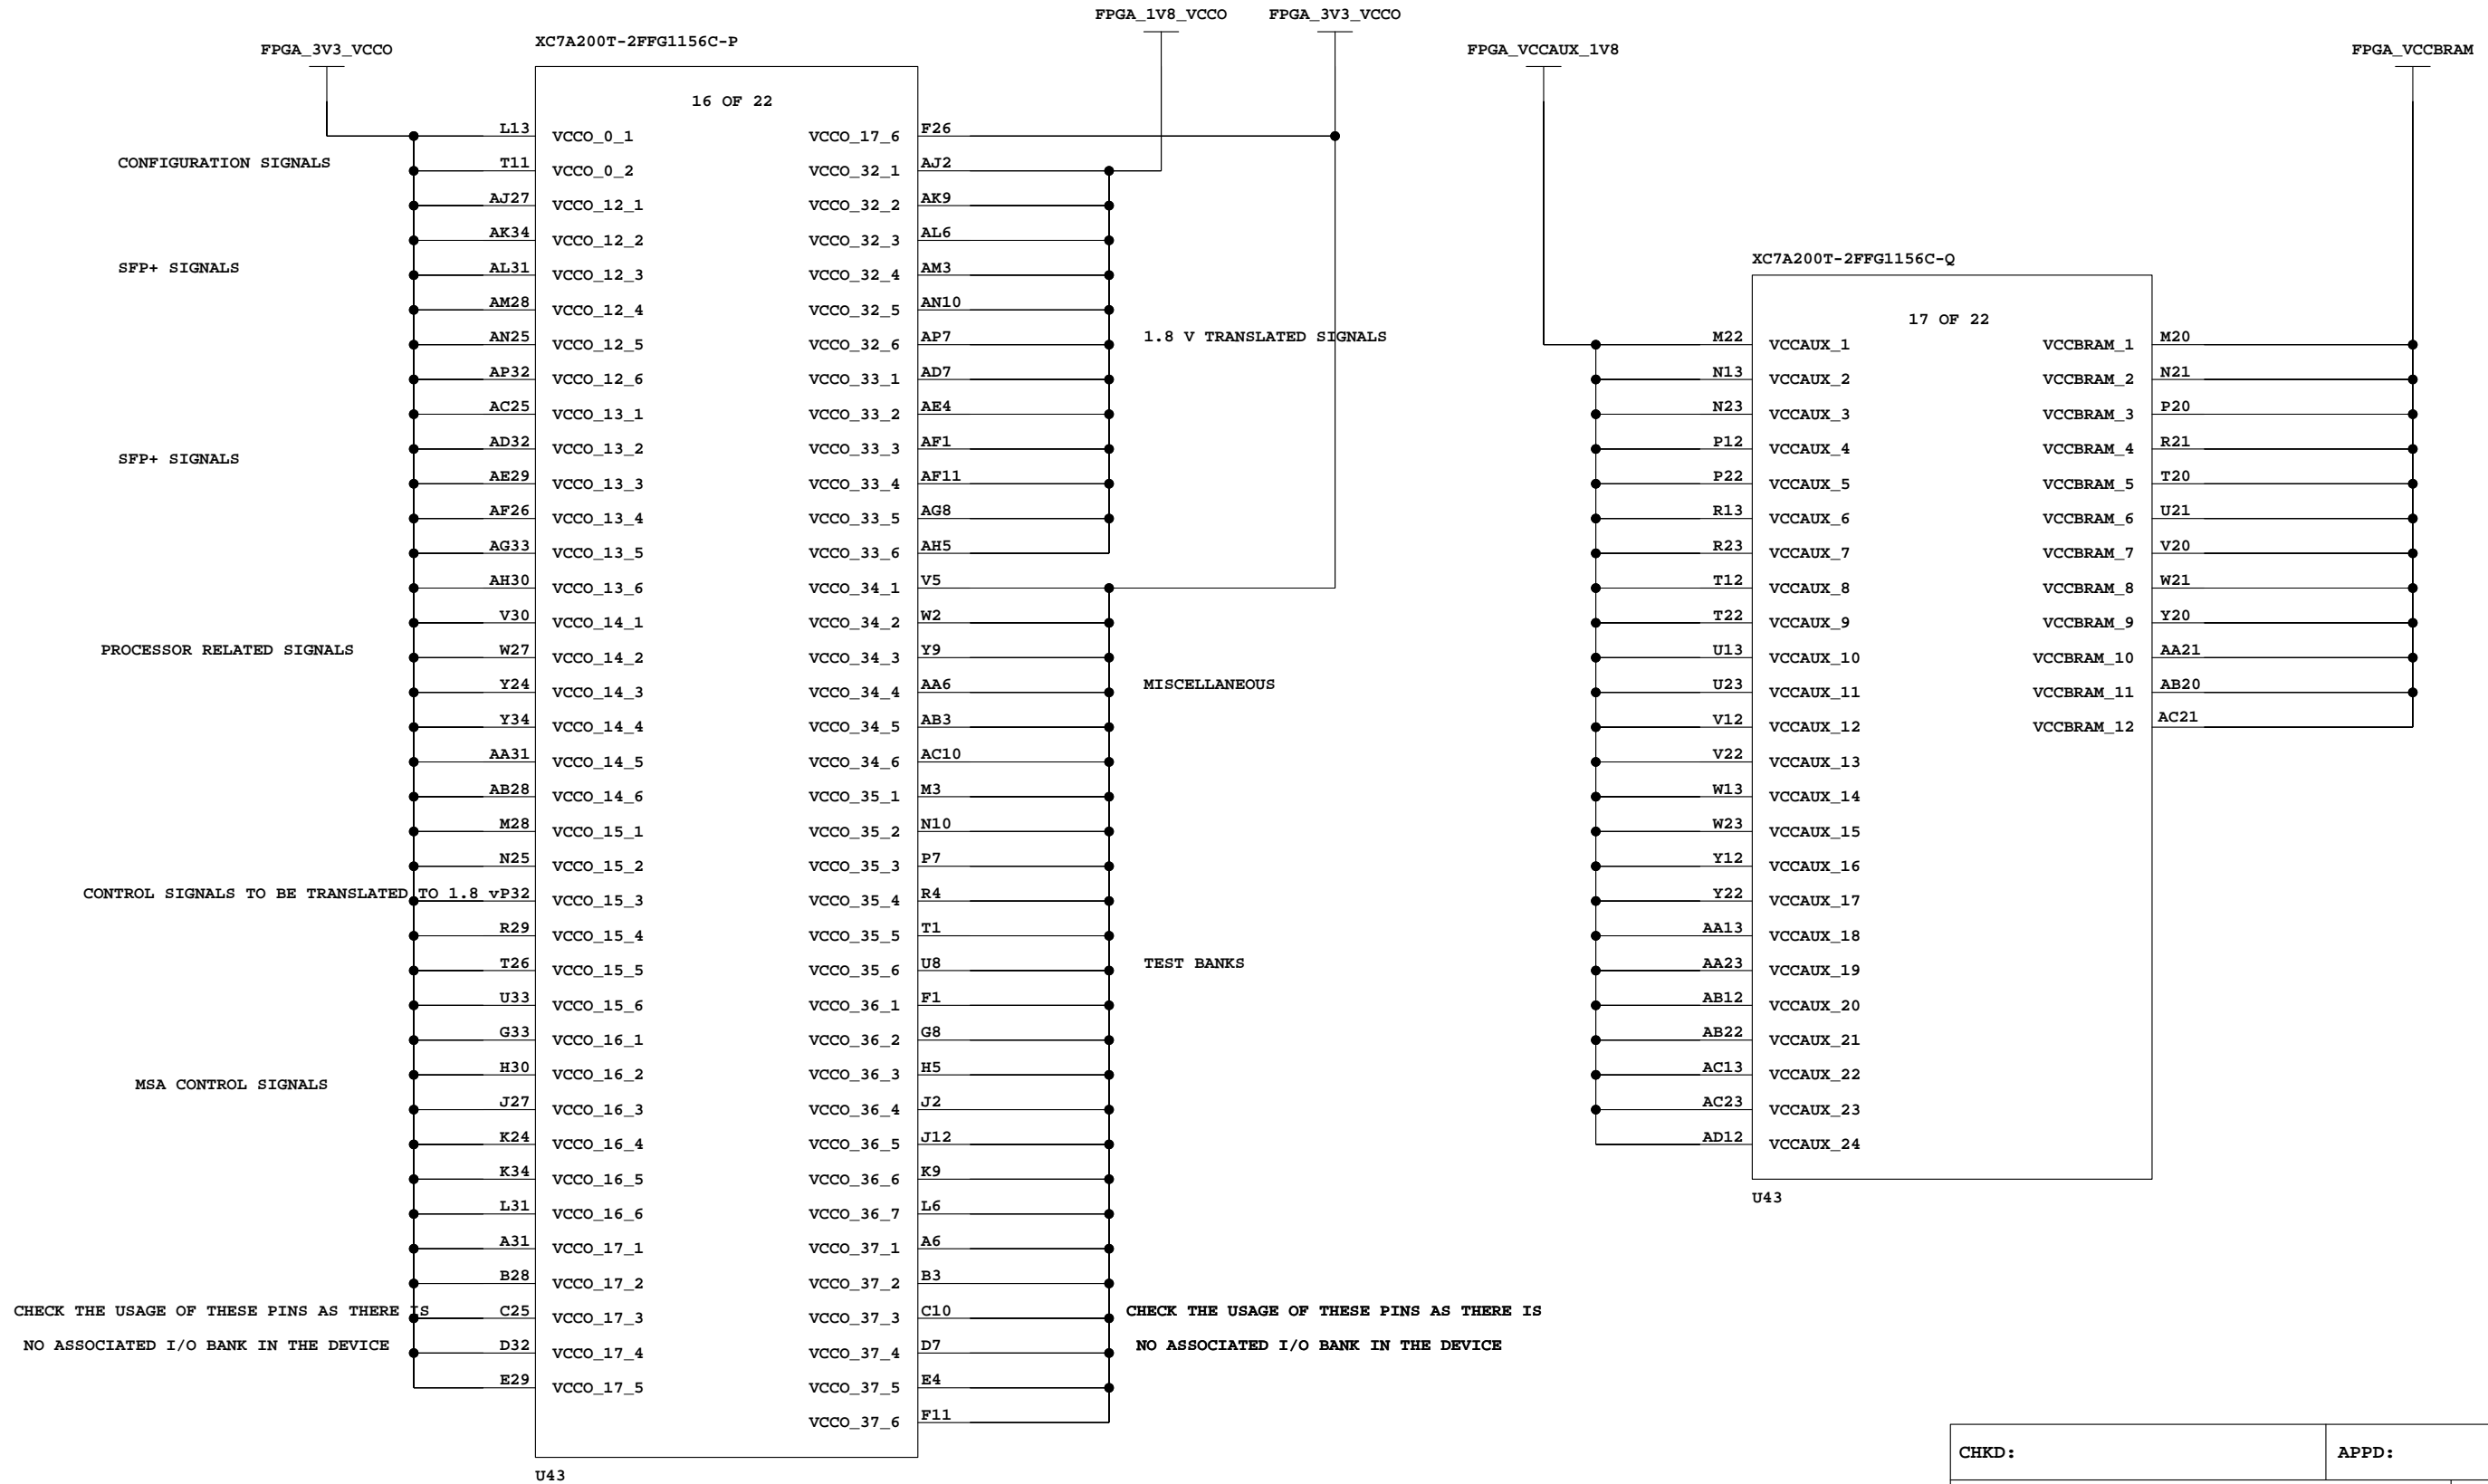 FPGA_1V8_VCCO FPGA_3V3_VCCO
FPGA_3V3_VCCO
XC7A200T-2FFG1156C-P
16 OF 22
L13 VCCO_0_1 VCCO_17_6 F26
CONFIGURATION SIGNALS
T11 VCCO_0_2 VCCO_32_1 AJ2
AJ27 VCCO_12_1 VCCO_32_2 AK9
AK34 VCCO_12_2 VCCO_32_3 AL6
SFP+ SIGNALS
AL31 VCCO_12_3 VCCO_32_4 AM3
AM28 VCCO_12_4 VCCO_32_5 AN10
AN25 VCCO_12_5 VCCO_32_6 AP7
1.8 V TRANSLATED SIGNALS
AP32 VCCO_12_6 VCCO_33_1 AD7
AC25 VCCO_13_1 VCCO_33_2 AE4
AD32 VCCO_13_2 VCCO_33_3 AF1
SFP+ SIGNALS
AE29 VCCO_13_3 VCCO_33_4 AF11
AF26 VCCO_13_4 VCCO_33_5 AG8
AG33 VCCO_13_5 VCCO_33_6 AH5
AH30 VCCO_13_6 VCCO_34_1 V5
V30 VCCO_14_1 VCCO_34_2 W2
PROCESSOR RELATED SIGNALS
W27 VCCO_14_2 VCCO_34_3 Y9
Y24 VCCO_14_3 VCCO_34_4 AA6
MISCELLANEOUS
Y34 VCCO_14_4 VCCO_34_5 AB3
AA31 VCCO_14_5 VCCO_34_6 AC10
AB28 VCCO_14_6 VCCO_35_1 M3
M28 VCCO_15_1 VCCO_35_2 N10
N25 VCCO_15_2 VCCO_35_3 P7
CONTROL SIGNALS TO BE TRANSLATED TO 1.8 v
P32 VCCO_15_3 VCCO_35_4 R4
R29 VCCO_15_4 VCCO_35_5 T1
T26 VCCO_15_5 VCCO_35_6 U8
TEST BANKS
U33 VCCO_15_6 VCCO_36_1 F1
G33 VCCO_16_1 VCCO_36_2 G8
H30 VCCO_16_2 VCCO_36_3 H5
MSA CONTROL SIGNALS
J27 VCCO_16_3 VCCO_36_4 J2
K24 VCCO_16_4 VCCO_36_5 J12
K34 VCCO_16_5 VCCO_36_6 K9
L31 VCCO_16_6 VCCO_36_7 L6
A31 VCCO_17_1 VCCO_37_1 A6
B28 VCCO_17_2 VCCO_37_2 B3
CHECK THE USAGE OF THESE PINS AS THERE IS
C25 VCCO_17_3 VCCO_37_3 C10
CHECK THE USAGE OF THESE PINS AS THERE IS
NO ASSOCIATED I/O BANK IN THE DEVICE
D32 VCCO_17_4 VCCO_37_4 D7
NO ASSOCIATED I/O BANK IN THE DEVICE
E29 VCCO_17_5 VCCO_37_5 E4
VCCO_37_6 F11
U43
FPGA_VCCAUX_1V8 FPGA_VCCBRAM
XC7A200T-2FFG1156C-Q
17 OF 22
M22 VCCAUX_1 VCCBRAM_1 M20
N13 VCCAUX_2 VCCBRAM_2 N21
N23 VCCAUX_3 VCCBRAM_3 P20
P12 VCCAUX_4 VCCBRAM_4 R21
P22 VCCAUX_5 VCCBRAM_5 T20
R13 VCCAUX_6 VCCBRAM_6 U21
R23 VCCAUX_7 VCCBRAM_7 V20
T12 VCCAUX_8 VCCBRAM_8 W21
T22 VCCAUX_9 VCCBRAM_9 Y20
U13 VCCAUX_10 VCCBRAM_10 AA21
U23 VCCAUX_11 VCCBRAM_11 AB20
V12 VCCAUX_12 VCCBRAM_12 AC21
V22 VCCAUX_13
W13 VCCAUX_14
W23 VCCAUX_15
Y12 VCCAUX_16
Y22 VCCAUX_17
AA13 VCCAUX_18
AA23 VCCAUX_19
AB12 VCCAUX_20
AB22 VCCAUX_21
AC13 VCCAUX_22
AC23 VCCAUX_23
AD12 VCCAUX_24
U43
CHKD: APPD: